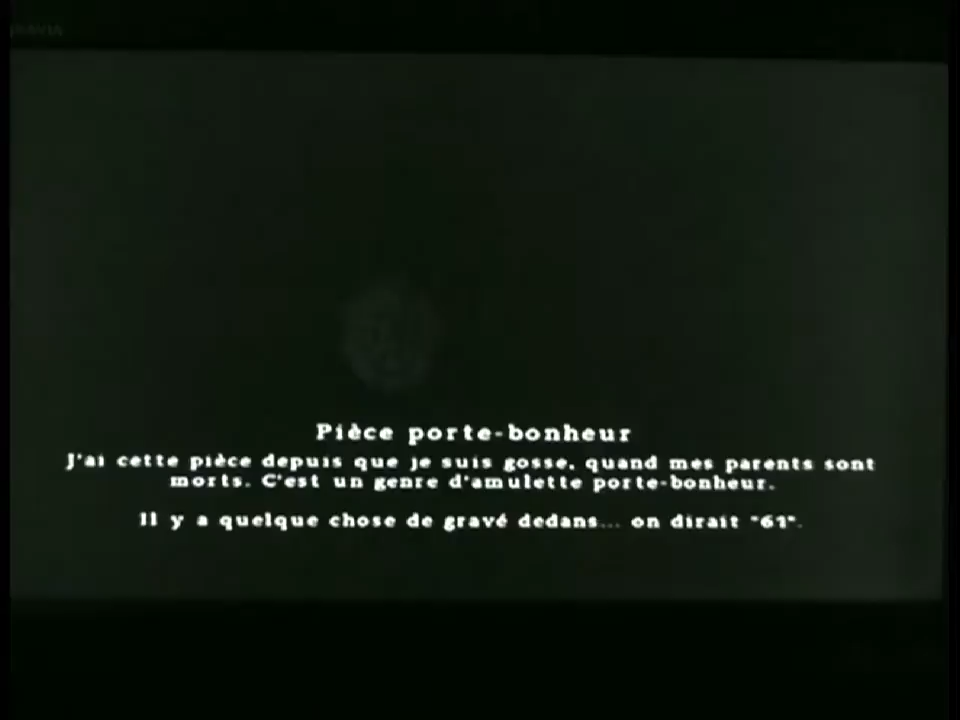 Pièce porte-bonheur
J'ai cette pièce depuis que je suis gosse, quand mes parents sont
morts. C'est un genre d'amulette porte-bonheur.
Il y a quelque chose de gravé dedans... on dirait "61".